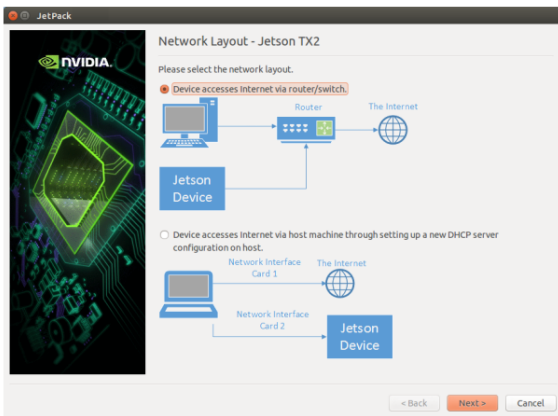 JetPack
NVIDIA.
Network Layout - Jetson TX2
Please select the network layout.
Device accesses Internet via router/switch.
Router
The Internet
Jetson
Device
Device accesses Internet via host machine through setting up a new DHCP server
configuration on host.
Network Interface
Card 1
The Internet
Network Interface
Card 2
Jetson
Device
< Back
Next >
Cancel